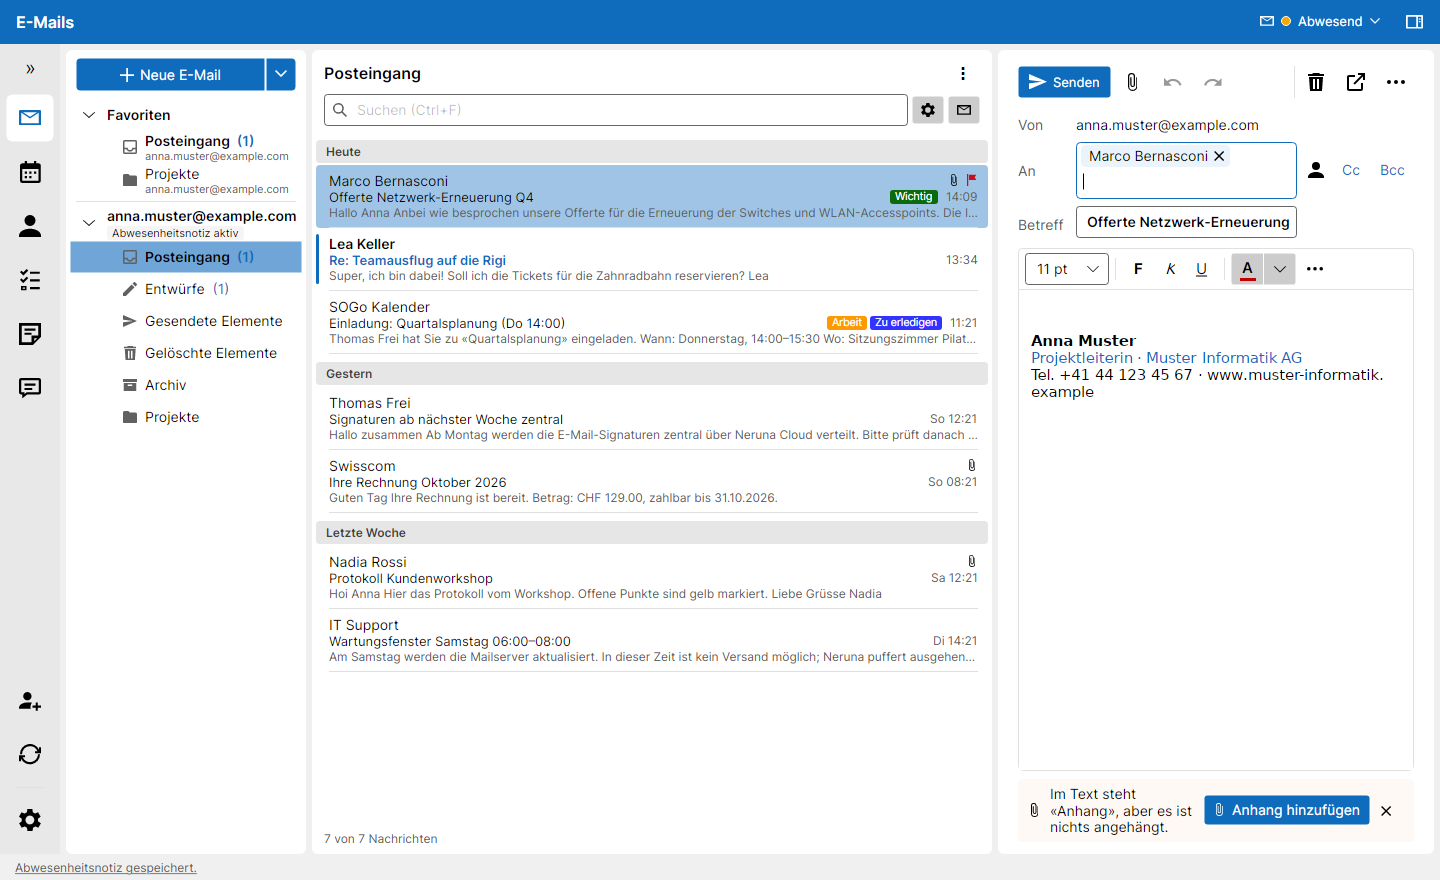 E-Mails
Abwesend
Neue E-Mail
Favoriten
Posteingang (1)
anna.muster@example.com
Projekte
anna.muster@example.com
anna.muster@example.com
Abwesenheitsnotiz aktiv
Posteingang (1)
Entwürfe (1)
Gesendete Elemente
Gelöschte Elemente
Archiv
Projekte
Posteingang
Suchen (Ctrl+F)
Heute
Marco Bernasconi
Offerte Netzwerk-Erneuerung Q4 Wichtig 14:09
Hallo Anna Anbei wie besprochen unsere Offerte für die Erneuerung der Switches und WLAN-Accesspoints. Die I...
Lea Keller
Re: Teamausflug auf die Rigi 13:34
Super, ich bin dabei! Soll ich die Tickets für die Zahnradbahn reservieren? Lea
SOGo Kalender
Einladung: Quartalsplanung (Do 14:00) Arbeit Zu erledigen 11:21
Thomas Frei hat Sie zu «Quartalsplanung» eingeladen. Wann: Donnerstag, 14:00–15:30 Wo: Sitzungszimmer Pilat...
Gestern
Thomas Frei
Signaturen ab nächster Woche zentral So 12:21
Hallo zusammen Ab Montag werden die E-Mail-Signaturen zentral über Neruna Cloud verteilt. Bitte prüft danach ...
Swisscom
Ihre Rechnung Oktober 2026 So 08:21
Guten Tag Ihre Rechnung ist bereit. Betrag: CHF 129.00, zahlbar bis 31.10.2026.
Letzte Woche
Nadia Rossi
Protokoll Kundenworkshop Sa 12:21
Hoi Anna Hier das Protokoll vom Workshop. Offene Punkte sind gelb markiert. Liebe Grüsse Nadia
IT Support
Wartungsfenster Samstag 06:00–08:00 Di 14:21
Am Samstag werden die Mailserver aktualisiert. In dieser Zeit ist kein Versand möglich; Neruna puffert ausgehen...
7 von 7 Nachrichten
Senden
Von anna.muster@example.com
An Marco Bernasconi Cc Bcc
Betreff Offerte Netzwerk-Erneuerung
11 pt F K U A
Anna Muster
Projektleiterin · Muster Informatik AG
Tel. +41 44 123 45 67 · www.muster-informatik.
example
Im Text steht
«Anhang», aber es ist
nichts angehängt.
Anhang hinzufügen
Abwesenheitsnotiz gespeichert.